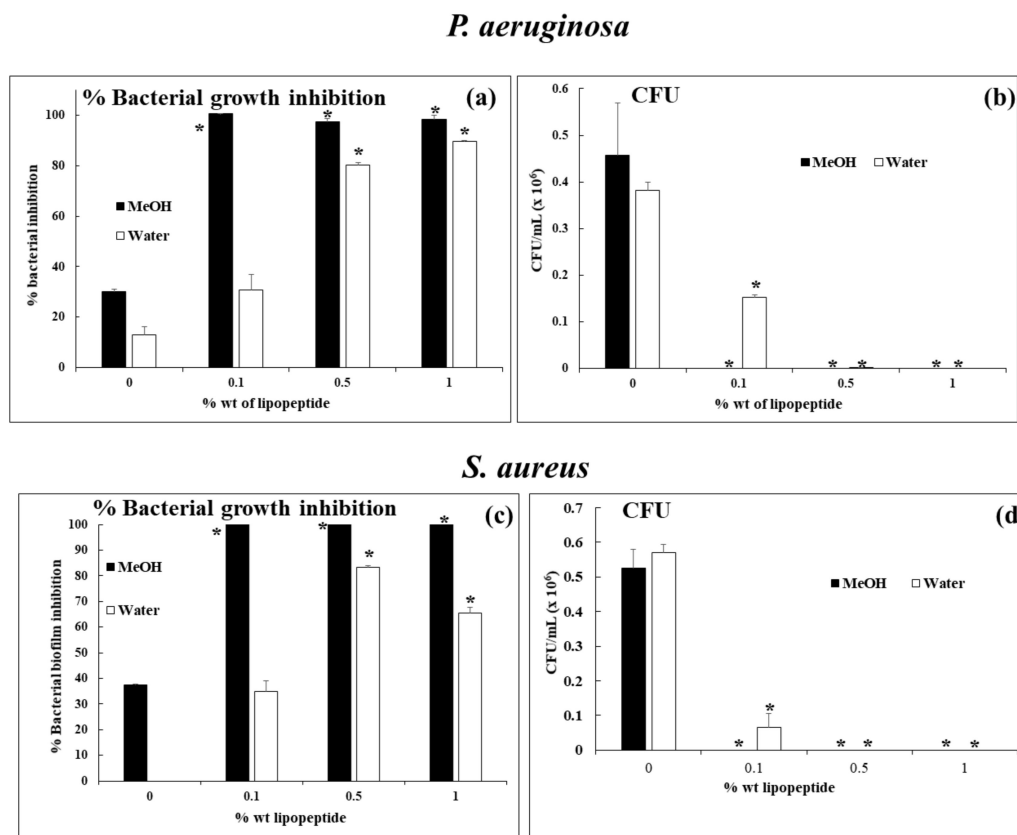 P. aeruginosa
% Bacterial growth inhibition (a)
% bacterial inhibition
100
80
60
40
20
0
MeOH
Water
*
*
*
*
*
0 0.1 0.5 1
% wt of lipopeptide
CFU (b)
CFU/mL (x 10⁶)
0.6
0.5
0.4
0.3
0.2
0.1
0
MeOH Water
*
* * * * *
0 0.1 0.5 1
% wt of lipopeptide
S. aureus
% Bacterial growth inhibition (c)
% Bacterial biofilm inhibition
100
90
80
70
60
50
40
30
20
10
0
MeOH
Water
*
*
*
*
*
0 0.1 0.5 1
% wt lipopeptide
CFU (d)
CFU/mL (x 10⁶)
0.7
0.6
0.5
0.4
0.3
0.2
0.1
0
MeOH Water
*
* * * * *
0 0.1 0.5 1
% wt of lipopeptide